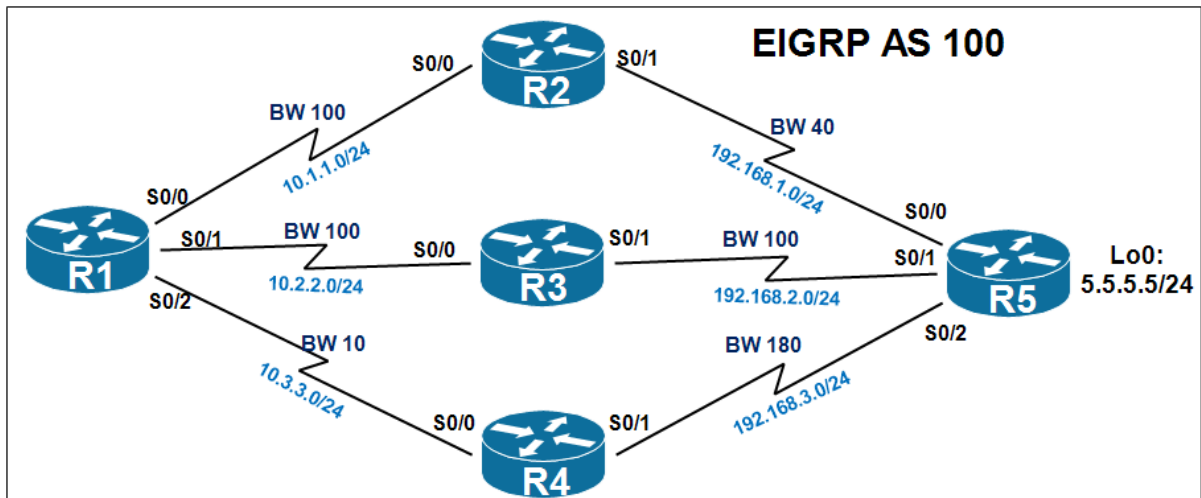 EIGRP AS 100
S0/0
R2
S0/1
BW 100
10.1.1.0/24
BW 40
192.168.1.0/24
S0/0
R1
S0/0
S0/1
S0/2
BW 100
10.2.2.0/24
S0/0
R3
S0/1
BW 100
192.168.2.0/24
S0/1
R5
S0/2
Lo0:
5.5.5.5/24
BW 10
10.3.3.0/24
S0/0
R4
S0/1
BW 180
192.168.3.0/24